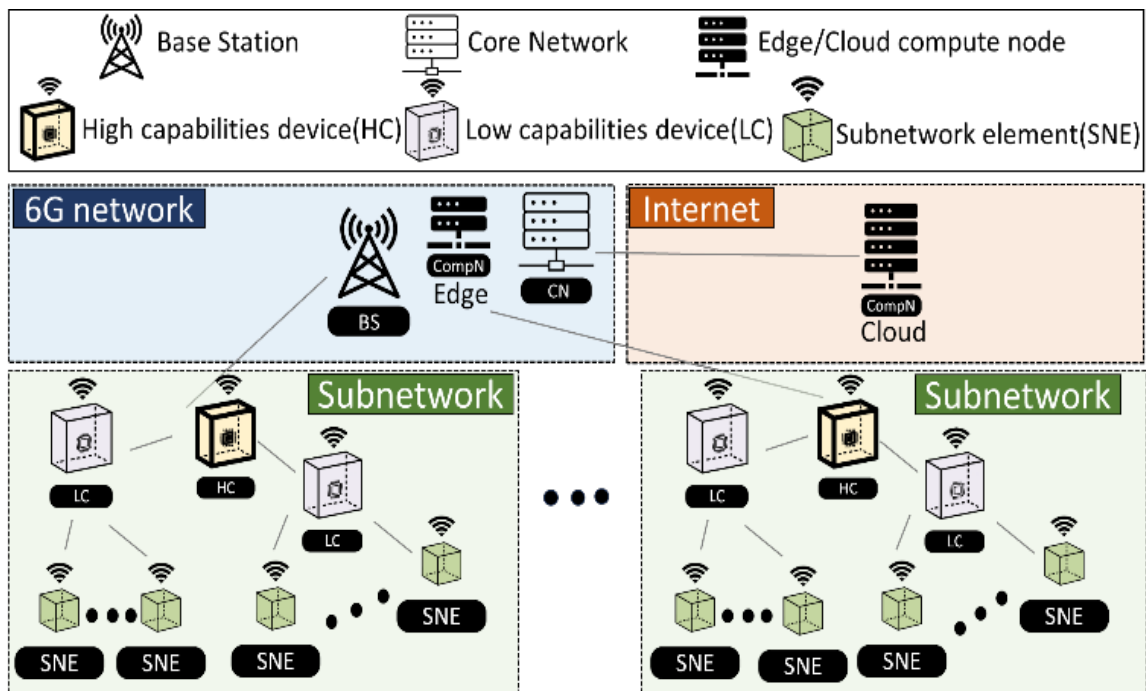 Base Station
Core Network
Edge/Cloud compute node
High capabilities device(HC)
Low capabilities device(LC)
Subnetwork element(SNE)
6G network
Internet
CompN
Edge
CN
BS
CompN
Cloud
Subnetwork
LC
HC
LC
SNE
SNE
SNE
SNE
Subnetwork
LC
HC
LC
SNE
SNE
SNE
SNE